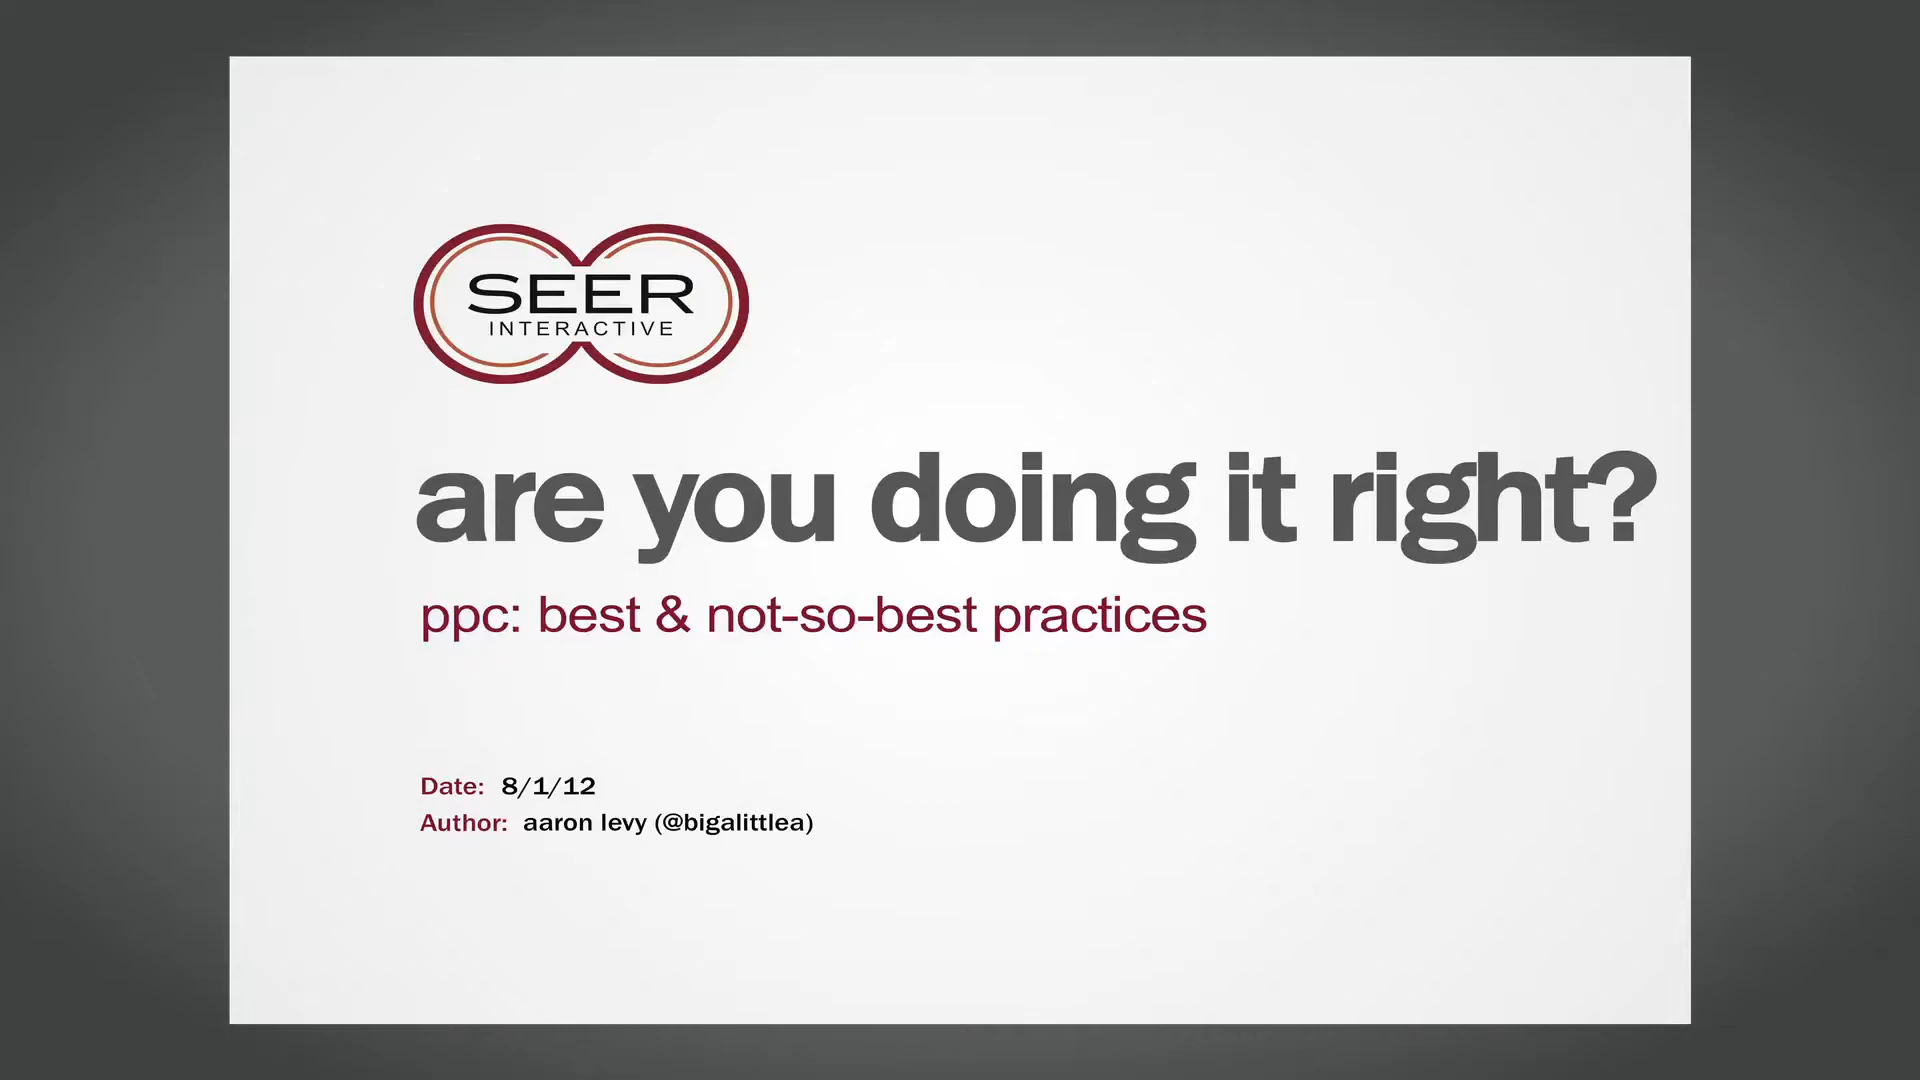 SEER
INTERACTIVE
are you doing it right?
ppc: best & not-so-best practices
Date: 8/1/12
Author: aaron levy (@bigalittlea)